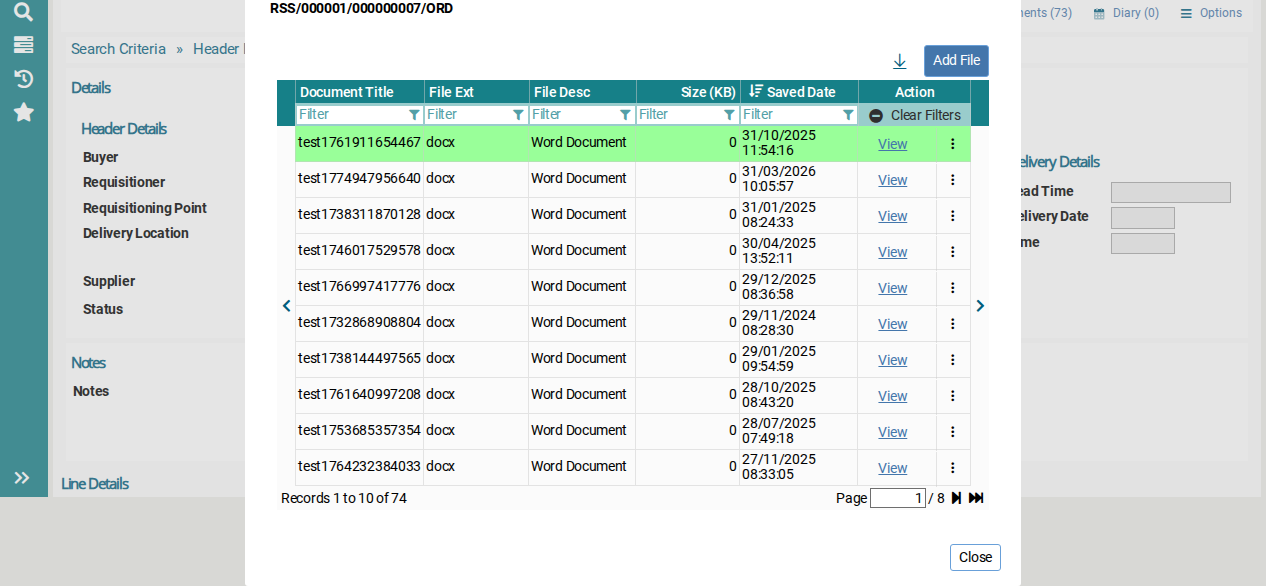 RSS/000001/000000007/ORD
(73) Diary (0) Options
Search Criteria » Header
Add File
Details
Document Title File Ext File Desc Size (KB) Saved Date Action
Filter Filter Filter Filter Filter Clear Filters
Header Details
test1761911654467 docx Word Document 0 31/10/2025 11:54:16 View
Buyer
Delivery Details
test1774947956640 docx Word Document 0 31/03/2026 10:05:57 View
Requisitioner
Lead Time
Requisitioning Point
test1738311870128 docx Word Document 0 31/01/2025 08:24:33 View
Delivery Date
Delivery Location
test1746017529578 docx Word Document 0 30/04/2025 13:52:11 View
Supplier
test1766997417776 docx Word Document 0 29/12/2025 08:36:58 View
Status
test1732868908804 docx Word Document 0 29/11/2024 08:28:30 View
Notes
test1738144497565 docx Word Document 0 29/01/2025 09:54:59 View
Notes
test1761640997208 docx Word Document 0 28/10/2025 08:43:20 View
test1753685357354 docx Word Document 0 28/07/2025 07:49:18 View
test1764232384033 docx Word Document 0 27/11/2025 08:33:05 View
Line Details
Records 1 to 10 of 74 Page 1 / 8
Close